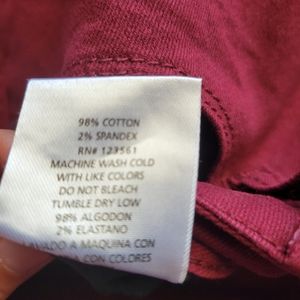 98% COTTON
2% SPANDEX
RN# 123561
MACHINE WASH COLD
WITH LIKE COLORS
DO NOT BLEACH
TUMBLE DRY LOW
98% ALGODON
2% ELASTANO
LAVADO A MAQUINA CON
CON COLORES